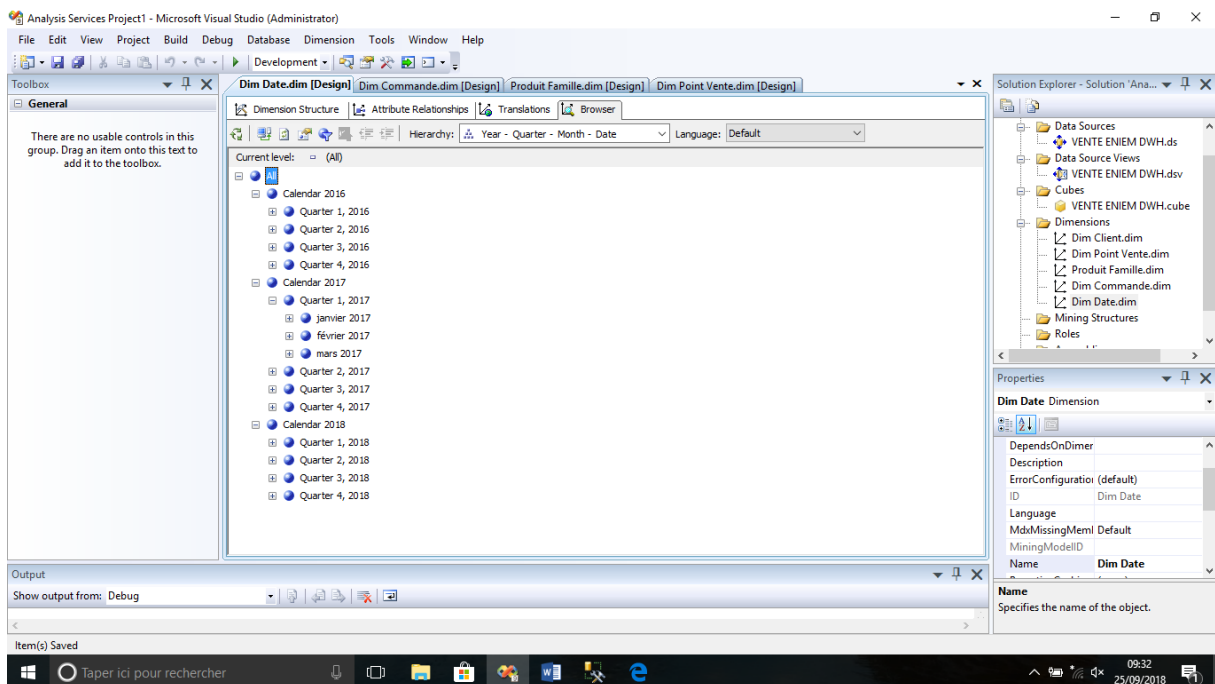 Analysis Services Project1 - Microsoft Visual Studio (Administrator)
File Edit View Project Build Debug Database Dimension Tools Window Help
Development
Toolbox
General
There are no usable controls in this
group. Drag an item onto this text to
add it to the toolbox.
Dim Date.dim [Design] Dim Commande.dim [Design] Produit Famille.dim [Design] Dim Point Vente.dim [Design]
Dimension Structure Attribute Relationships Translations Browser
Hierarchy: Year - Quarter - Month - Date Language: Default
Current level: (All)
All
Calendar 2016
Quarter 1, 2016
Quarter 2, 2016
Quarter 3, 2016
Quarter 4, 2016
Calendar 2017
Quarter 1, 2017
janvier 2017
février 2017
mars 2017
Quarter 2, 2017
Quarter 3, 2017
Quarter 4, 2017
Calendar 2018
Quarter 1, 2018
Quarter 2, 2018
Quarter 3, 2018
Quarter 4, 2018
Solution Explorer - Solution 'Ana...
Data Sources
VENTE ENIEM DWH.ds
Data Source Views
VENTE ENIEM DWH.dsv
Cubes
VENTE ENIEM DWH.cube
Dimensions
Dim Client.dim
Dim Point Vente.dim
Produit Famille.dim
Dim Commande.dim
Dim Date.dim
Mining Structures
Roles
Properties
Dim Date Dimension
DependsOnDimer
Description
ErrorConfiguration (default)
ID Dim Date
Language
MdxMissingMeml Default
MiningModelID
Name Dim Date
Name
Specifies the name of the object.
Output
Show output from: Debug
Item(s) Saved
Taper ici pour rechercher
09:32
25/09/2018